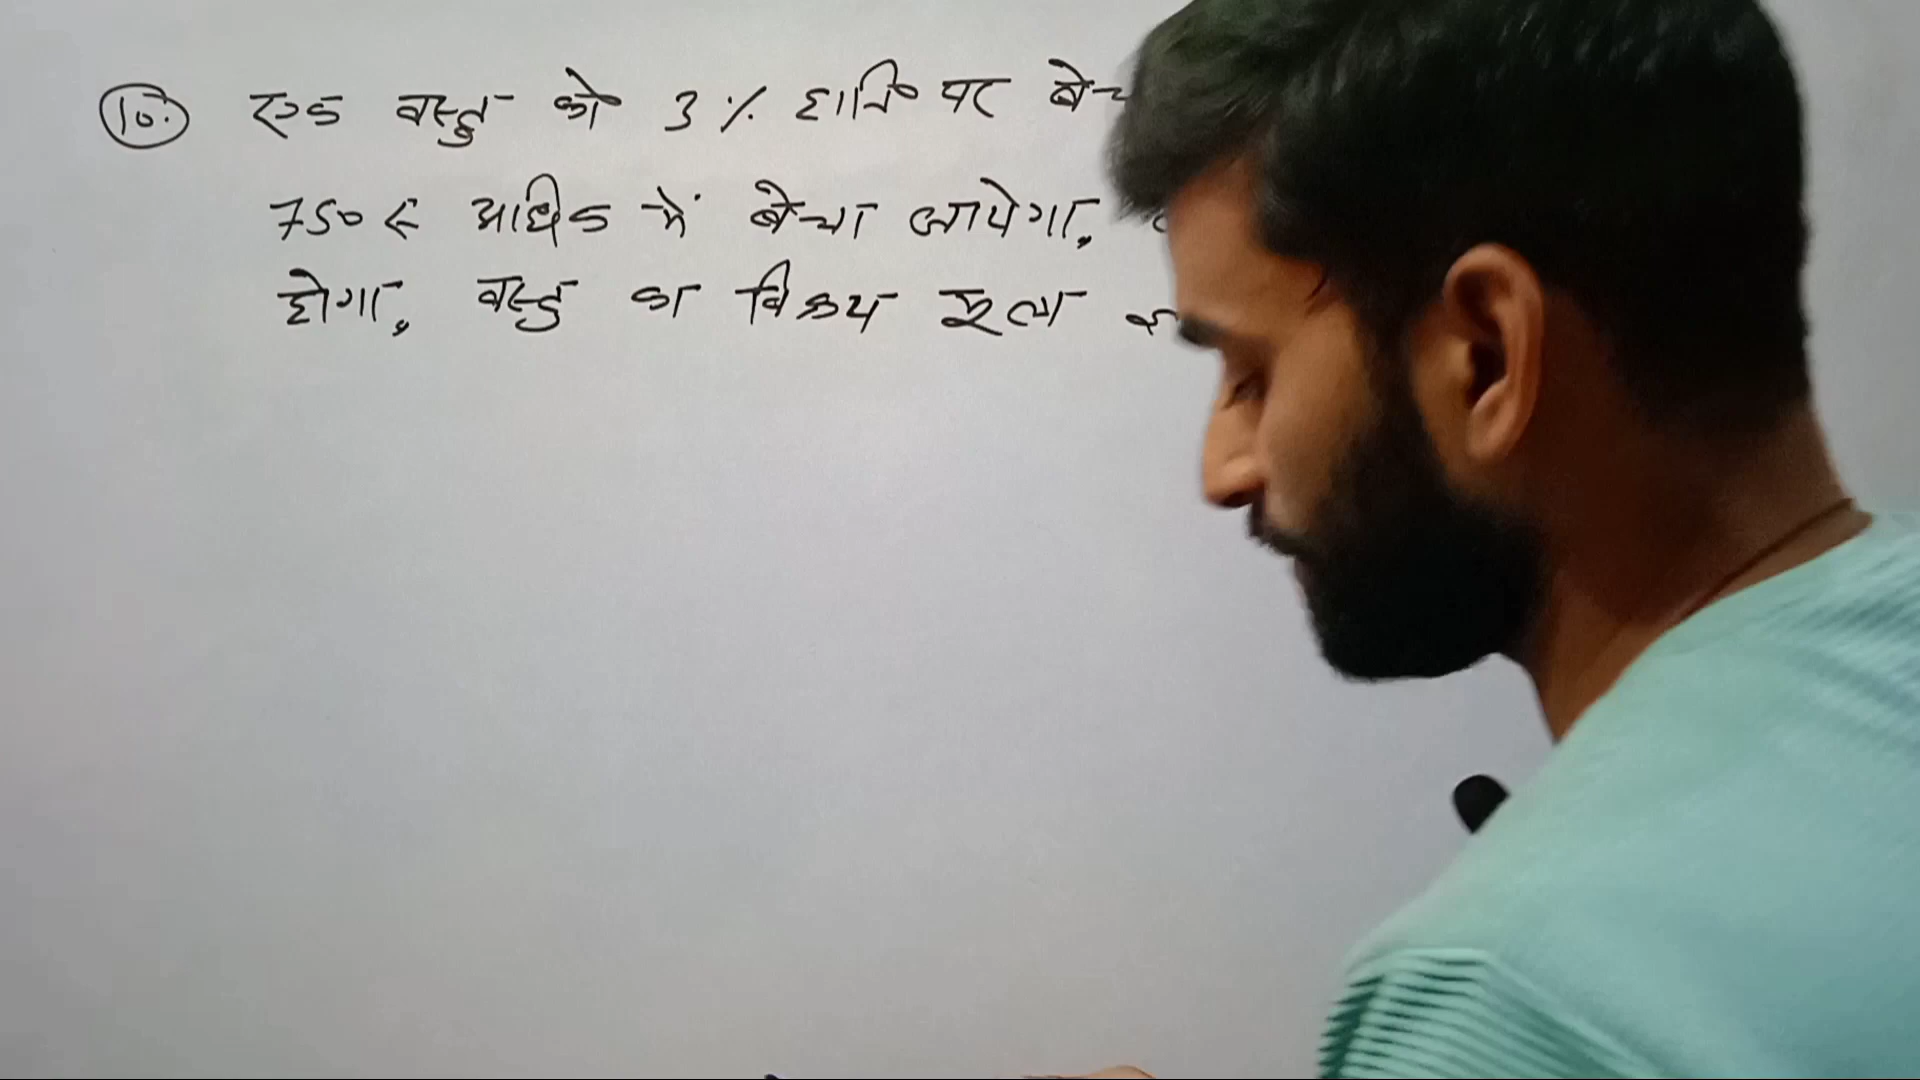 10. एक वस्तु को 3 % हानि पर
750 ₹ अधिक में बेचा जायेगा,
होगा, वस्तु का विक्रय मूल्य